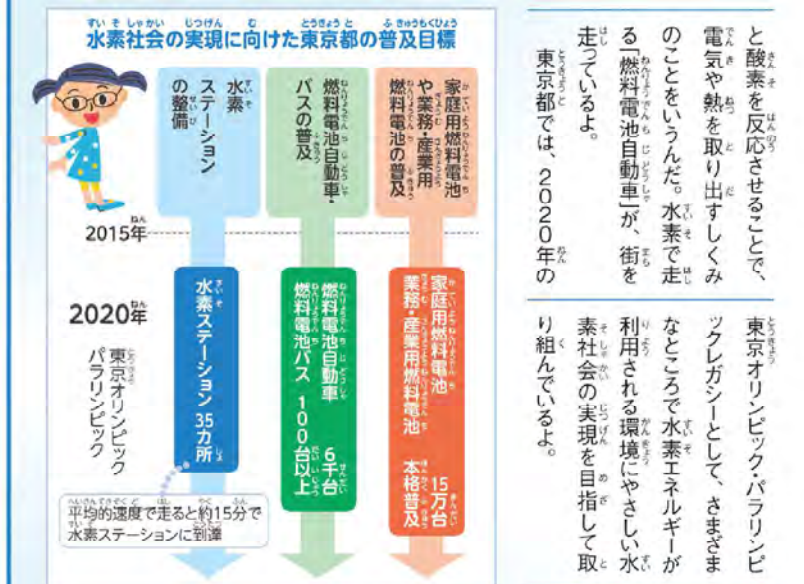 水素社会の実現に向けた東京都の普及目標
水素
ステーション
の整備
燃料電池自動車・
バスの普及
家庭用燃料電池
や業務・産業用
燃料電池の普及
2015年
2020年
東京オリンピック
パラリンピック
水素ステーション 35カ所
燃料電池自動車 6千台
燃料電池バス 100台以上
家庭用燃料電池 15万台
業務・産業用燃料電池 本格普及
平均的速度で走ると約15分で
水素ステーションに到達
と酸素を反応させることで、
電気や熱を取り出すしくみ
のことをいうんだ。水素で走
る「燃料電池自動車」が、街を
走っているよ。
東京都では、2020年の
東京オリンピック・パラリンピ
ックレガシーとして、さまざま
なところで水素エネルギーが
利用される環境にやさしい水
素社会の実現を目指して取
り組んでいるよ。